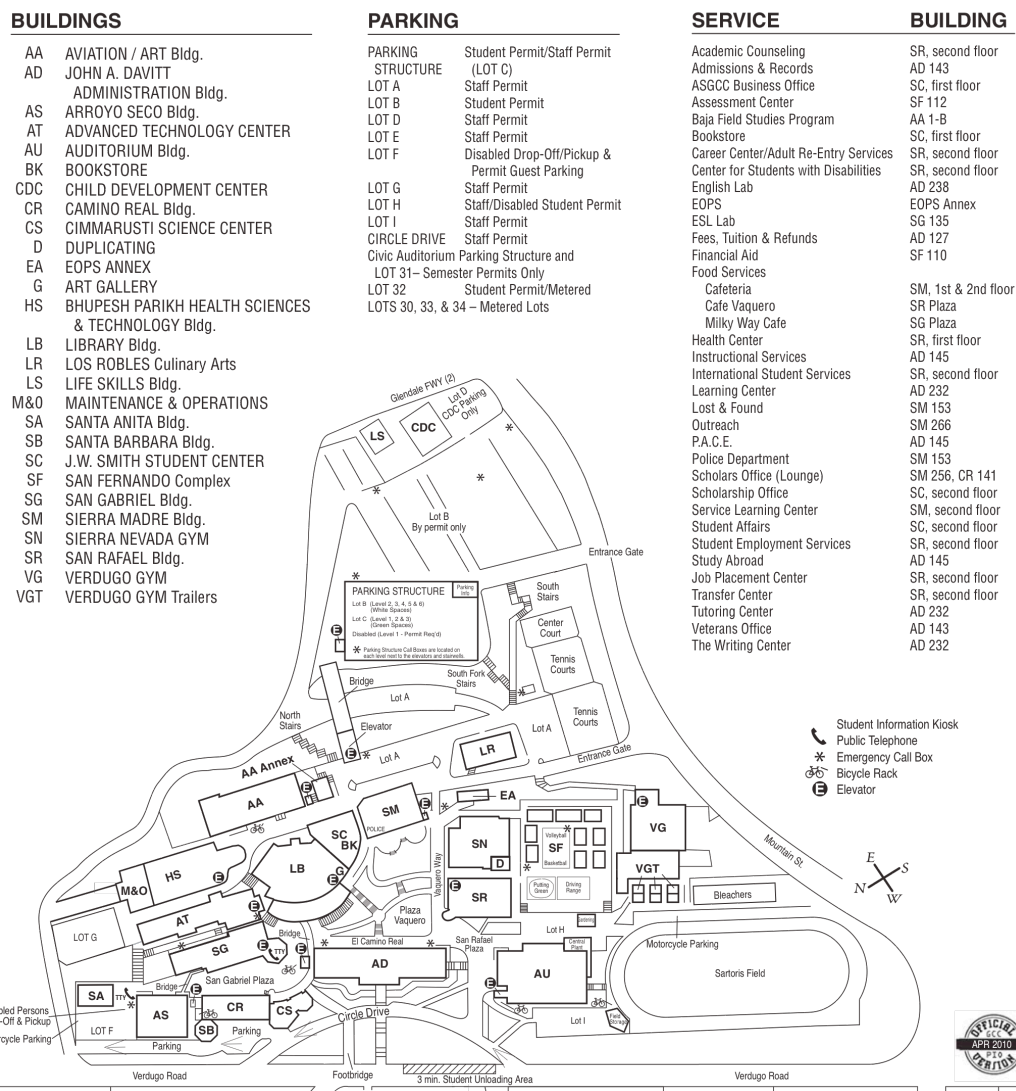 BUILDINGS
AA AVIATION / ART Bldg.
AD JOHN A. DAVITT
ADMINISTRATION Bldg.
AS ARROYO SECO Bldg.
AT ADVANCED TECHNOLOGY CENTER
AU AUDITORIUM Bldg.
BK BOOKSTORE
CDC CHILD DEVELOPMENT CENTER
CR CAMINO REAL Bldg.
CS CIMMARUSTI SCIENCE CENTER
D DUPLICATING
EA EOPS ANNEX
G ART GALLERY
HS BHUPESH PARIKH HEALTH SCIENCES
& TECHNOLOGY Bldg.
LB LIBRARY Bldg.
LR LOS ROBLES Culinary Arts
LS LIFE SKILLS Bldg.
M&O MAINTENANCE & OPERATIONS
SA SANTA ANITA Bldg.
SB SANTA BARBARA Bldg.
SC J.W. SMITH STUDENT CENTER
SF SAN FERNANDO Complex
SG SAN GABRIEL Bldg.
SM SIERRA MADRE Bldg.
SN SIERRA NEVADA GYM
SR SAN RAFAEL Bldg.
VG VERDUGO GYM
VGT VERDUGO GYM Trailers
PARKING
PARKING Student Permit/Staff Permit
STRUCTURE (LOT C)
LOT A Staff Permit
LOT B Student Permit
LOT D Staff Permit
LOT E Staff Permit
LOT F Disabled Drop-Off/Pickup &
Permit Guest Parking
LOT G Staff Permit
LOT H Staff/Disabled Student Permit
LOT I Staff Permit
CIRCLE DRIVE Staff Permit
Civic Auditorium Parking Structure and
LOT 31– Semester Permits Only
LOT 32 Student Permit/Metered
LOTS 30, 33, & 34 – Metered Lots
SERVICE BUILDING
Academic Counseling SR, second floor
Admissions & Records AD 143
ASGCC Business Office SC, first floor
Assessment Center SF 112
Baja Field Studies Program AA 1-B
Bookstore SC, first floor
Career Center/Adult Re-Entry Services SR, second floor
Center for Students with Disabilities SR, second floor
English Lab AD 238
EOPS EOPS Annex
ESL Lab SG 135
Fees, Tuition & Refunds AD 127
Financial Aid SF 110
Food Services
Cafeteria SM, 1st & 2nd floor
Cafe Vaquero SR Plaza
Milky Way Cafe SG Plaza
Health Center SR, first floor
Instructional Services AD 145
International Student Services SR, second floor
Learning Center AD 232
Lost & Found SM 153
Outreach SM 266
P.A.C.E. AD 145
Police Department SM 153
Scholars Office (Lounge) SM 256, CR 141
Scholarship Office SC, second floor
Service Learning Center SM, second floor
Student Affairs SC, second floor
Student Employment Services SR, second floor
Study Abroad AD 145
Job Placement Center SR, second floor
Transfer Center SR, second floor
Tutoring Center AD 232
Veterans Office AD 143
The Writing Center AD 232
Glendale FWY (2)
Lot D
CDC Parking
Only
LS
CDC
Lot B
By permit only
Entrance Gate
PARKING STRUCTURE
Parking
Info
Lot B (Level 2, 3, 4, 5 & 6)
(White Spaces)
Lot C (Level 1, 2 & 3)
(Green Spaces)
Disabled (Level 1 - Permit Req'd)
* Parking Structure Call Boxes are located on
each level next to the elevators and stairwells.
E
South
Stairs
Center
Court
Tennis
Courts
South Fork
Stairs
Bridge
Lot A
Tennis
Courts
North
Stairs
Elevator
E
Lot A
Lot A
LR
Entrance Gate
Student Information Kiosk
Public Telephone
* Emergency Call Box
Bicycle Rack
E Elevator
AA Annex
AA
E
SM
POLICE
E
EA
SC
BK
SN
D
Volleyball
SF
Basketball
E
VG
VGT
Mountain St.
E
S
N
W
HS
E
M&O
LB
G
E
Vaquero Way
E
SR
Putting
Green
Driving
Range
Bleachers
AT
E
Plaza
Vaquero
LOT G
SG
E
TTY
Bridge
E
El Camino Real
San Rafael
Plaza
Lot H
Gardening
Central
Plant
Motorcycle Parking
AD
AU
E
Sartoris Field
San Gabriel Plaza
Bridge
E
SA
TTY
AS
CR
CS
SB
bled Persons
-Off & Pickup
rcycle Parking
LOT F
Parking
Parking
Circle Drive
Lot I
Field
Storage
Verdugo Road
Footbridge
3 min. Student Unloading Area
Verdugo Road
OFFICIAL
GCC
APR 2010
PIO
VERSION